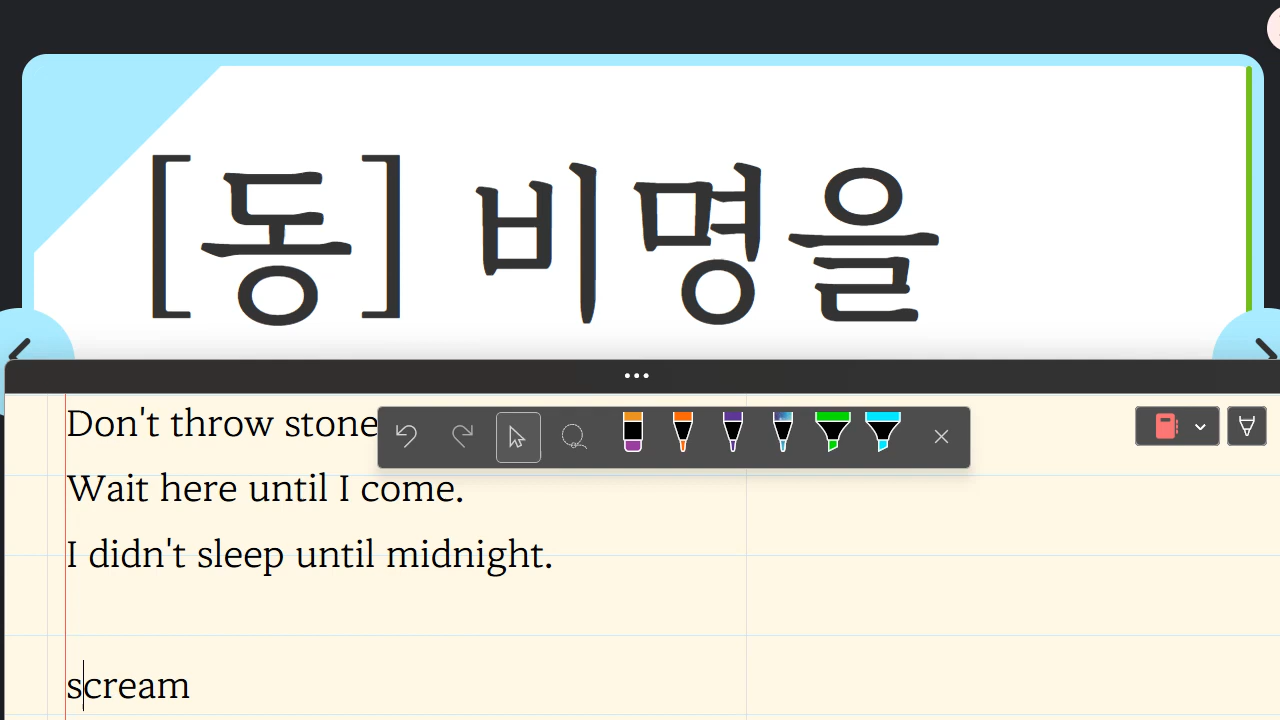 [동] 비명을
Don't throw stone
Wait here until I come.
I didn't sleep until midnight.
scream